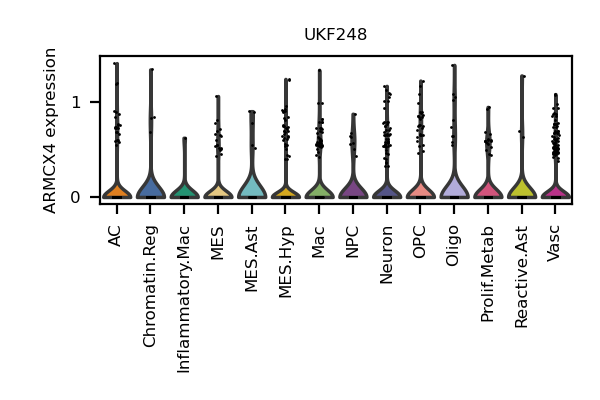 UKF248
ARMCX4 expression
1
0
AC
Chromatin.Reg
Inflammatory.Mac
MES
MES.Ast
MES.Hyp
Mac
NPC
Neuron
OPC
Oligo
Prolif.Metab
Reactive.Ast
Vasc